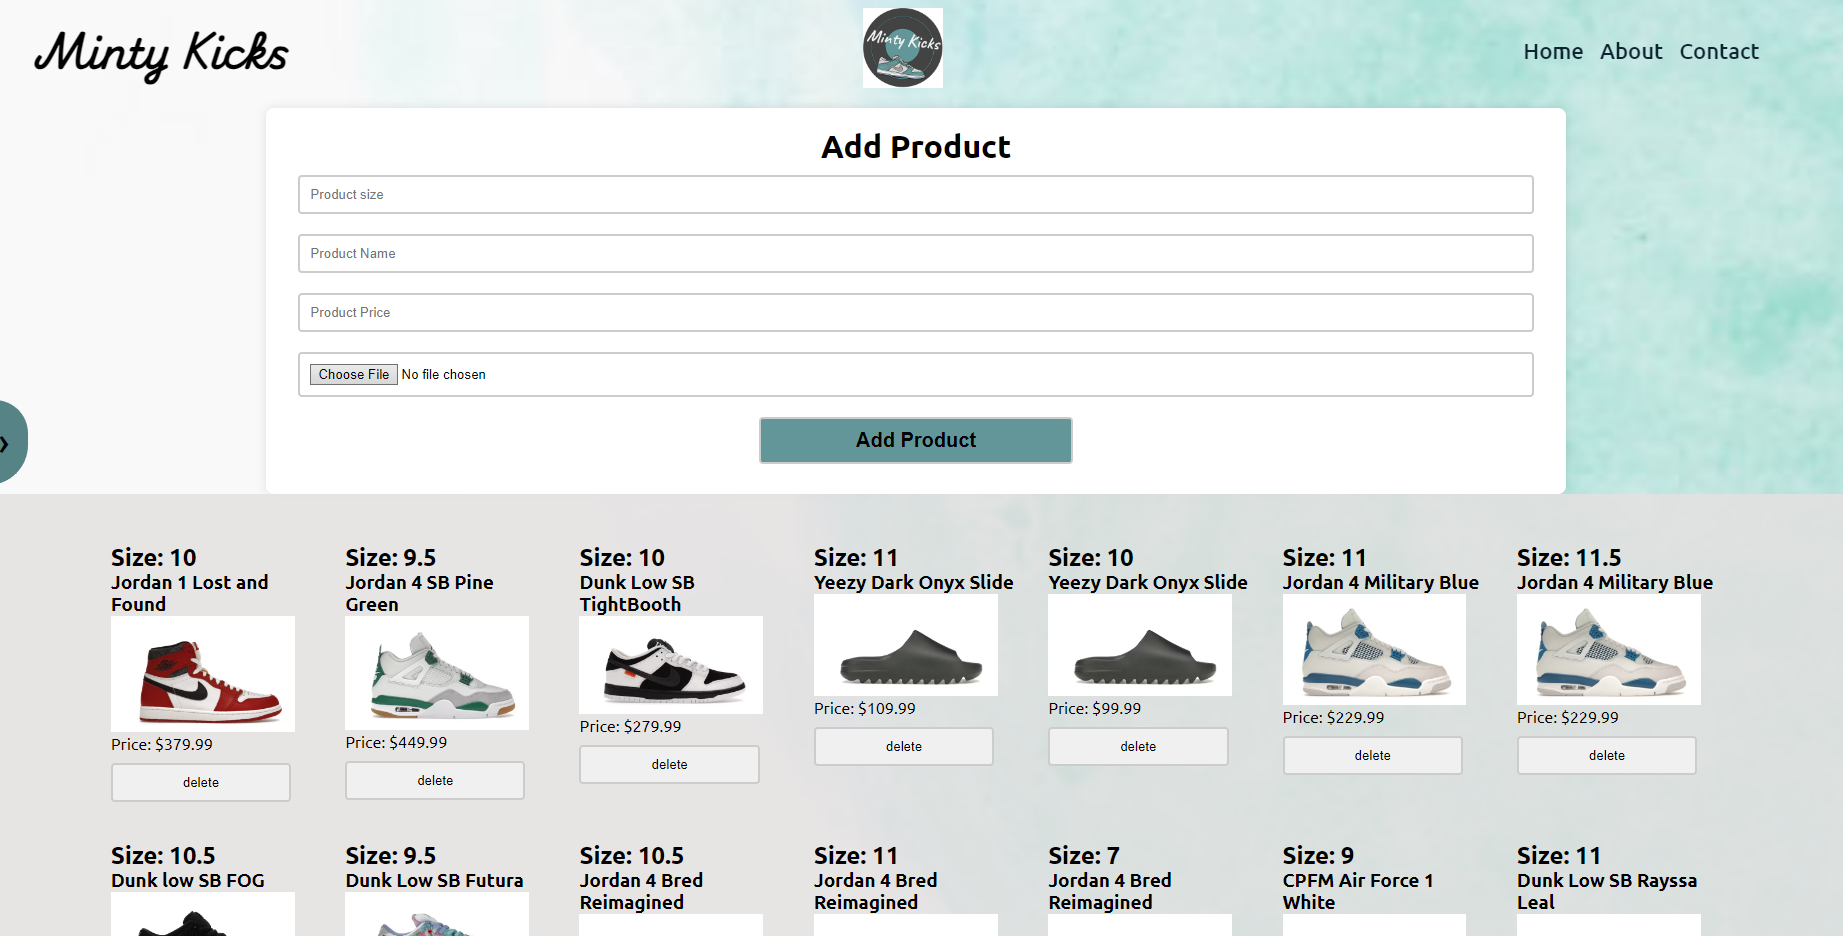 Minty Kicks
Minty Kicks
Home About Contact
Add Product
Product size
Product Name
Product Price
Choose File No file chosen
Add Product
›
Size: 10
Jordan 1 Lost and
Found
Price: $379.99
delete
Size: 9.5
Jordan 4 SB Pine
Green
Price: $449.99
delete
Size: 10
Dunk Low SB
TightBooth
Price: $279.99
delete
Size: 11
Yeezy Dark Onyx Slide
Price: $109.99
delete
Size: 10
Yeezy Dark Onyx Slide
Price: $99.99
delete
Size: 11
Jordan 4 Military Blue
Price: $229.99
delete
Size: 11.5
Jordan 4 Military Blue
Price: $229.99
delete
Size: 10.5
Dunk low SB FOG
Size: 9.5
Dunk Low SB Futura
Size: 10.5
Jordan 4 Bred
Reimagined
Size: 11
Jordan 4 Bred
Reimagined
Size: 7
Jordan 4 Bred
Reimagined
Size: 9
CPFM Air Force 1
White
Size: 11
Dunk Low SB Rayssa
Leal